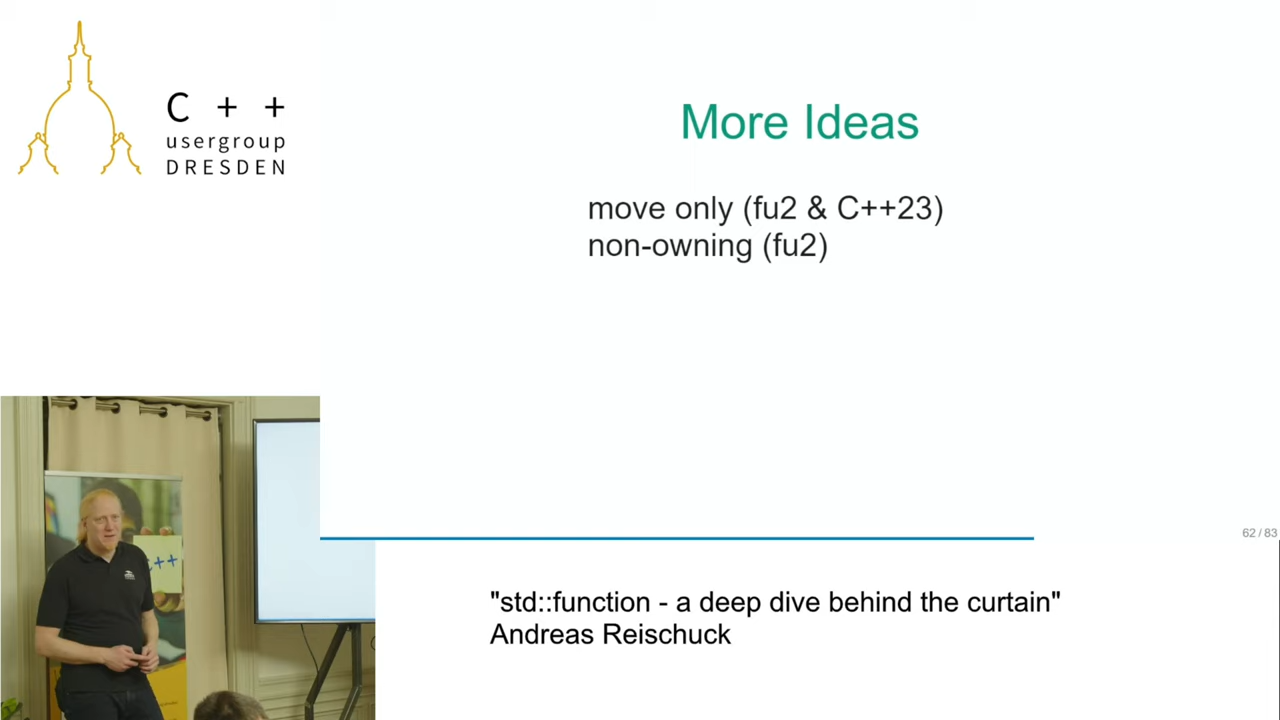 C + +
usergroup
DRESDEN
More Ideas
move only (fu2 & C++23)
non-owning (fu2)
62 / 83
C++
"std::function - a deep dive behind the curtain"
Andreas Reischuck